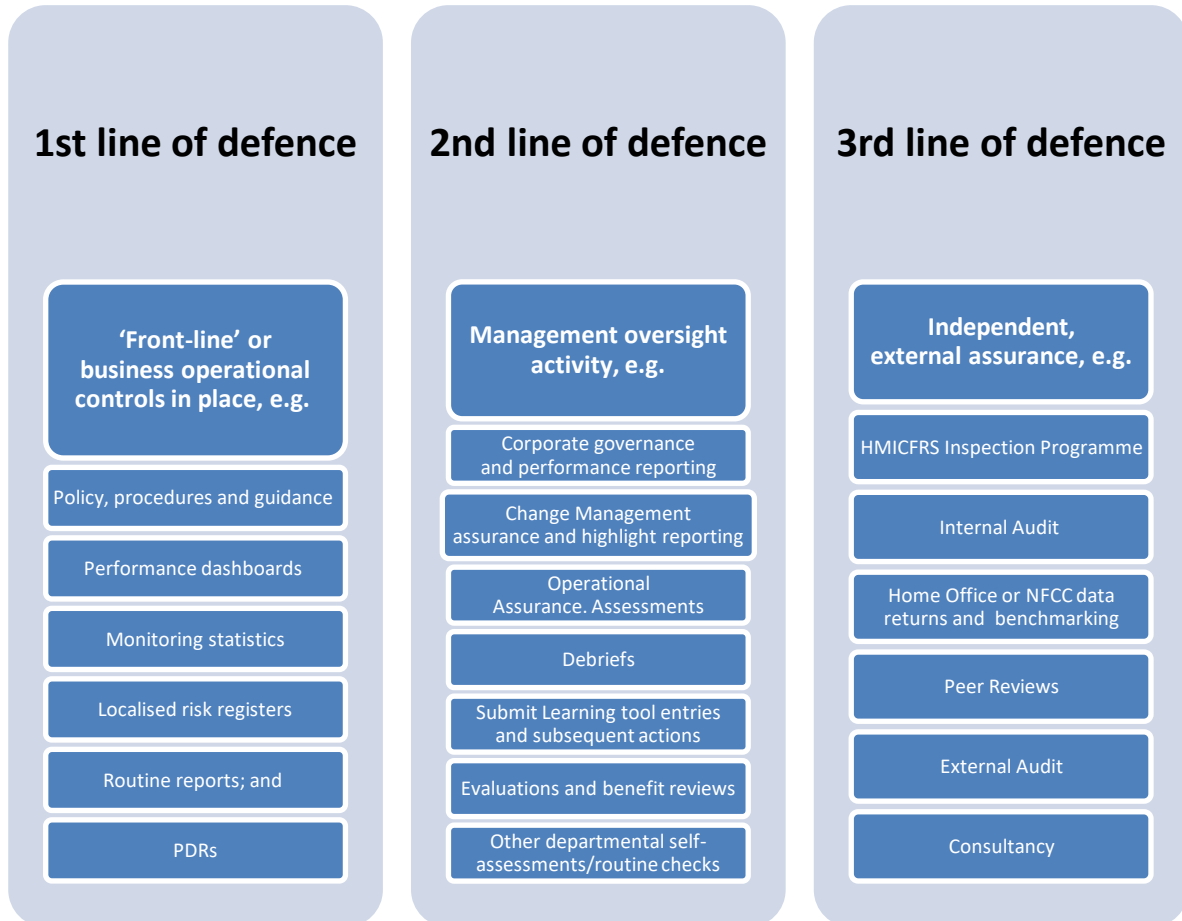 1st line of defence
‘Front-line’ or
business operational
controls in place, e.g.
Policy, procedures and guidance
Performance dashboards
Monitoring statistics
Localised risk registers
Routine reports; and
PDRs
2nd line of defence
Management oversight
activity, e.g.
Corporate governance
and performance reporting
Change Management
assurance and highlight reporting
Operational
Assurance. Assessments
Debriefs
Submit Learning tool entries
and subsequent actions
Evaluations and benefit reviews
Other departmental self-
assessments/routine checks
3rd line of defence
Independent,
external assurance, e.g.
HMICFRS Inspection Programme
Internal Audit
Home Office or NFCC data
returns and benchmarking
Peer Reviews
External Audit
Consultancy